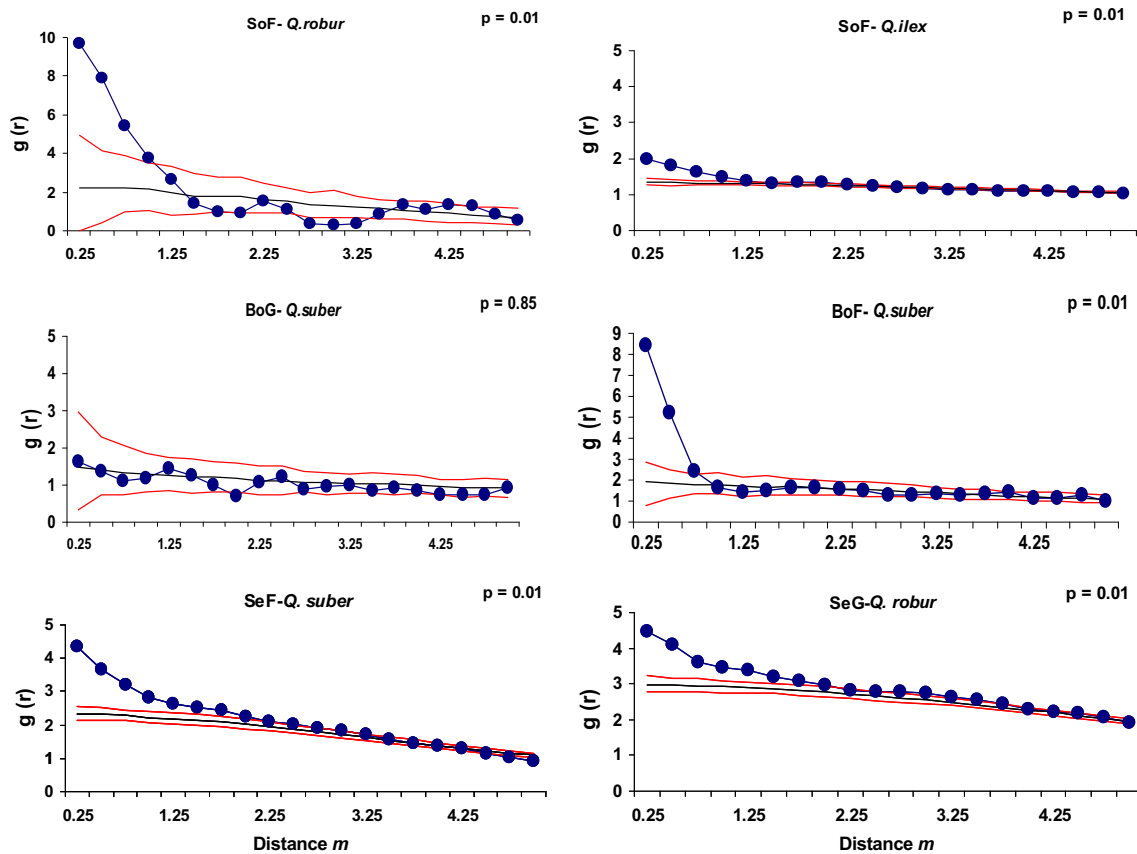 SoF- Q.robur
p = 0.01
g (r)
10
8
6
4
2
0
0.25 1.25 2.25 3.25 4.25
SoF- Q.ilex
p = 0.01
g (r)
5
4
3
2
1
0
0.25 1.25 2.25 3.25 4.25
BoG- Q.suber
p = 0.85
g (r)
5
4
3
2
1
0
0.25 1.25 2.25 3.25 4.25
BoF- Q.suber
p = 0.01
g (r)
9
8
7
6
5
4
3
2
1
0
0.25 1.25 2.25 3.25 4.25
SeF-Q. suber
p = 0.01
g (r)
5
4
3
2
1
0
0.25 1.25 2.25 3.25 4.25
Distance m
SeG-Q. robur
p = 0.01
g (r)
5
4
3
2
1
0
0.25 1.25 2.25 3.25 4.25
Distance m